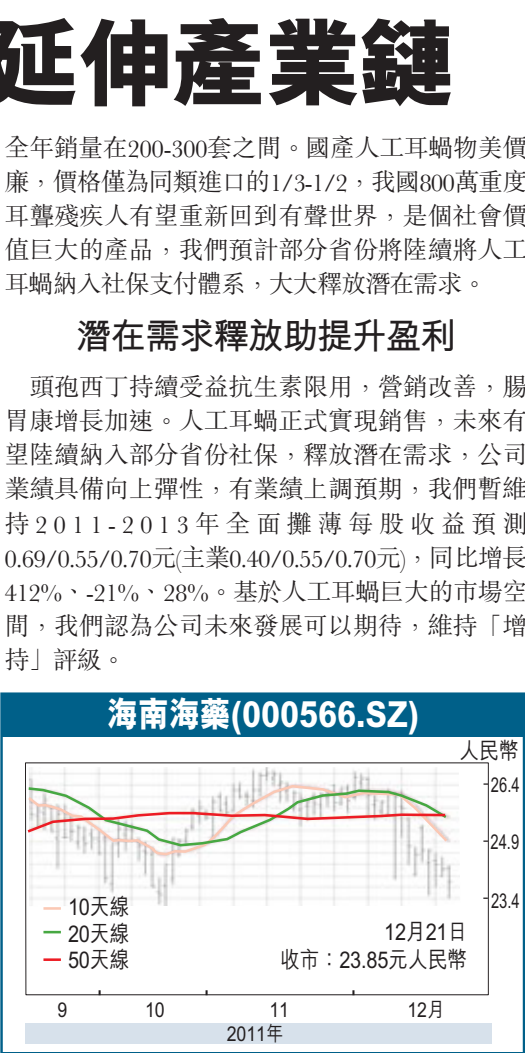 延伸產業鏈
全年銷量在200-300套之間。國產人工耳蝸物美價
廉，價格僅為同類進口的1/3-1/2，我國800萬重度
耳聾殘疾人有望重新回到有聲世界，是個社會價
值巨大的產品，我們預計部分省份將陸續將人工
耳蝸納入社保支付體系，大大釋放潛在需求。
潛在需求釋放助提升盈利
頭孢西丁持續受益抗生素限用，營銷改善，腸
胃康增長加速。人工耳蝸正式實現銷售，未來有
望陸續納入部分省份社保，釋放潛在需求，公司
業績具備向上彈性，有業績上調預期，我們暫維
持2011-2013年全面攤薄每股收益預測
0.69/0.55/0.70元(主業0.40/0.55/0.70元)，同比增長
412%、-21%、28%。基於人工耳蝸巨大的市場空
間，我們認為公司未來發展可以期待，維持「增
持」評級。
海南海藥(000566.SZ)
人民幣
26.4
24.9
23.4
10天線
20天線
50天線
12月21日
收市：23.85元人民幣
9 10 11 12月
2011年